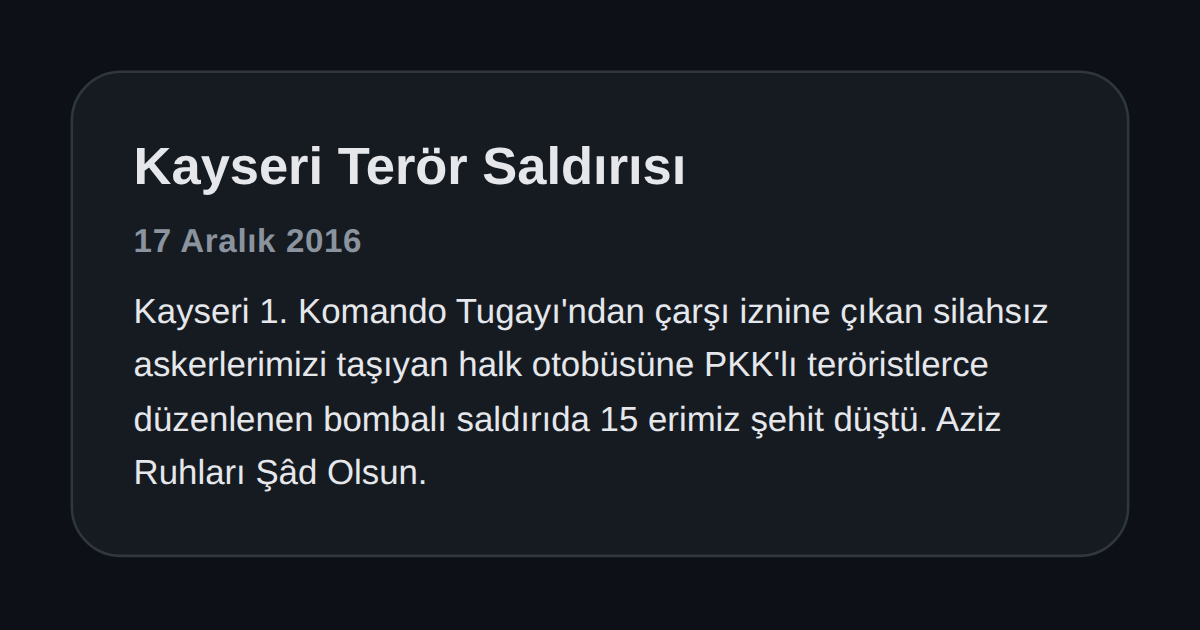 Kayseri Terör Saldırısı
17 Aralık 2016
Kayseri 1. Komando Tugayı'ndan çarşı iznine çıkan silahsız
askerlerimizi taşıyan halk otobüsüne PKK'lı teröristlerce
düzenlenen bombalı saldırıda 15 erimiz şehit düştü. Aziz
Ruhları Şâd Olsun.